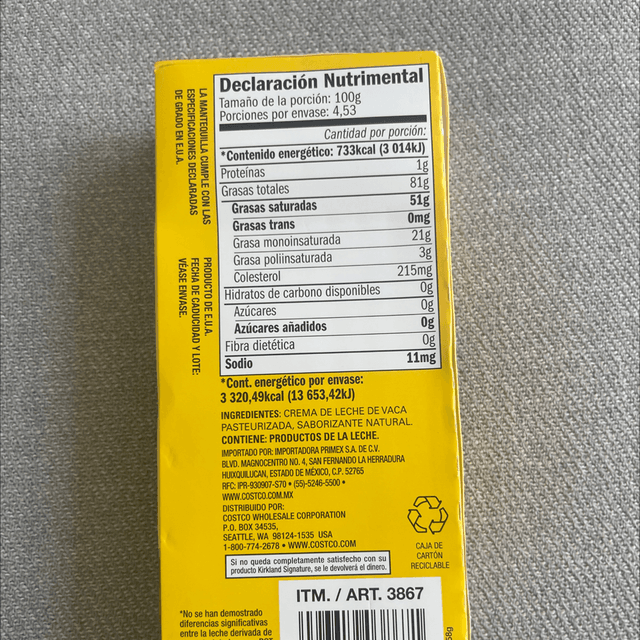 LA MANTEQUILLA CUMPLE CON LAS
ESPECIFICACIONES DECLARADAS
DE GRADO EN E.U.A.
PRODUCTO DE E.U.A.
FECHA DE CADUCIDAD Y LOTE:
VÉASE ENVASE.
Declaración Nutrimental
Tamaño de la porción: 100g
Porciones por envase: 4,53
Cantidad por porción:
*Contenido energético: 733kcal (3 014kJ)
Proteínas 1g
Grasas totales 81g
Grasas saturadas 51g
Grasas trans 0mg
Grasa monoinsaturada 21g
Grasa poliinsaturada 3g
Colesterol 215mg
Hidratos de carbono disponibles 0g
Azúcares 0g
Azúcares añadidos 0g
Fibra dietética 0g
Sodio 11mg
*Cont. energético por envase:
3 320,49kcal (13 653,42kJ)
INGREDIENTES: CREMA DE LECHE DE VACA
PASTEURIZADA, SABORIZANTE NATURAL.
CONTIENE: PRODUCTOS DE LA LECHE.
IMPORTADO POR: IMPORTADORA PRIMEX S.A. DE C.V.
BLVD. MAGNOCENTRO NO. 4, SAN FERNANDO LA HERRADURA
HUIXQUILUCAN, ESTADO DE MÉXICO, C.P. 52765
RFC: IPR-930907-S70 • (55)-5246-5500 •
WWW.COSTCO.COM.MX
DISTRIBUIDO POR:
COSTCO WHOLESALE CORPORATION
P.O. BOX 34535,
SEATTLE, WA 98124-1535 USA
1-800-774-2678 • WWW.COSTCO.COM
CAJA DE
CARTÓN
RECICLABLE
Si no queda completamente satisfecho con su
producto Kirkland Signature, se le devolverá el dinero.
ITM. / ART. 3867
*No se han demostrado
diferencias significativas
entre la leche derivada de